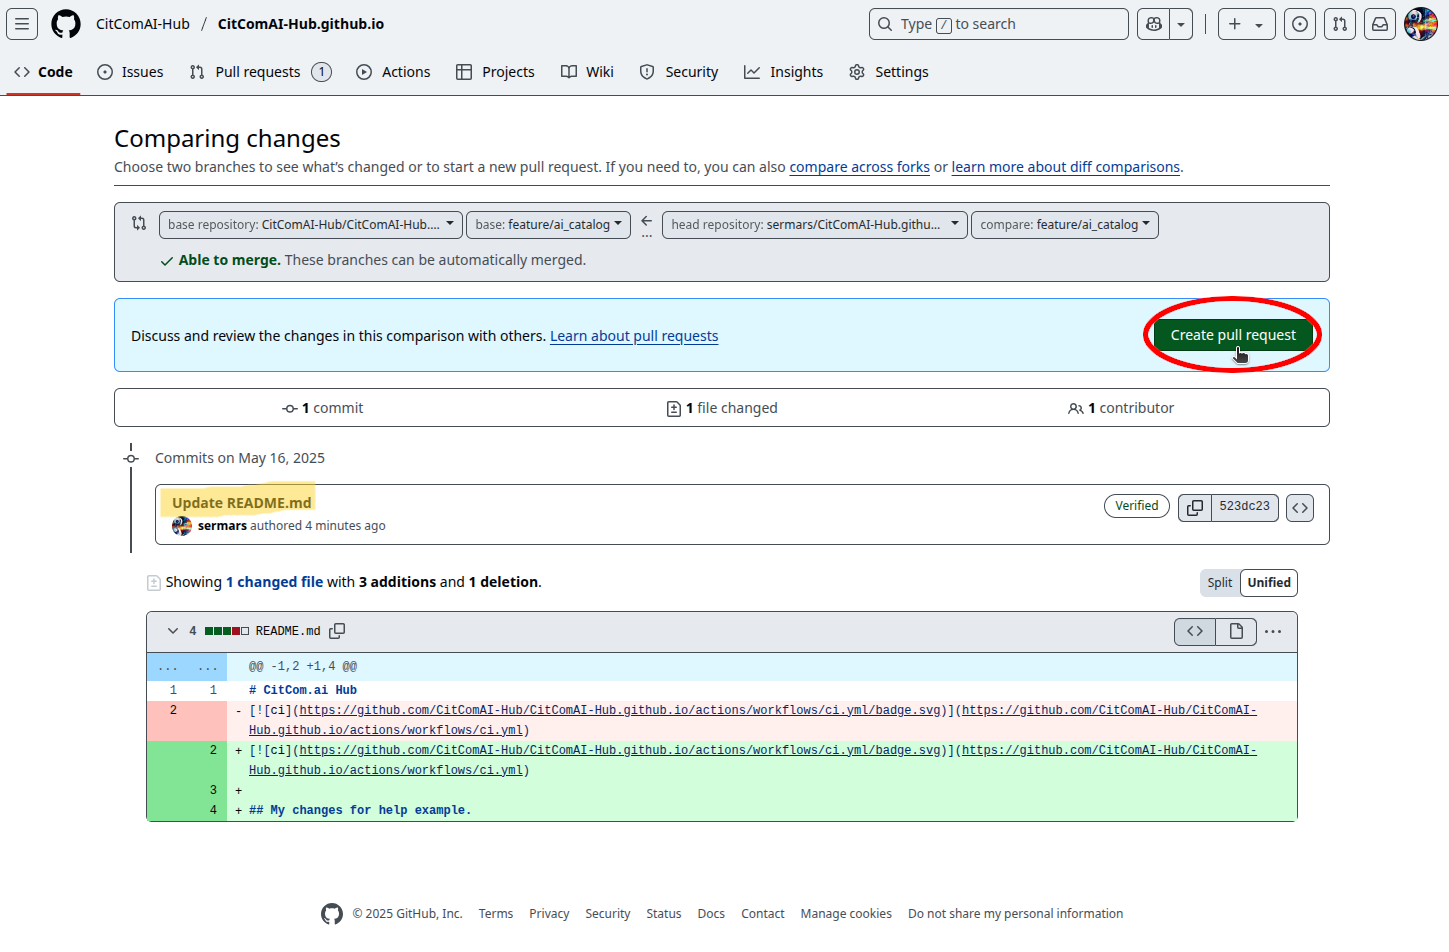 CitComAI-Hub / CitComAI-Hub.github.io
Type / to search
Code Issues Pull requests 1 Actions Projects Wiki Security Insights Settings
Comparing changes
Choose two branches to see what's changed or to start a new pull request. If you need to, you can also compare across forks or learn more about diff comparisons.
base repository: CitComAI-Hub/CitComAI-Hub.... base: feature/ai_catalog ... head repository: sermars/CitComAI-Hub.githu... compare: feature/ai_catalog
Able to merge. These branches can be automatically merged.
Discuss and review the changes in this comparison with others. Learn about pull requests
Create pull request
1 commit 1 file changed 1 contributor
Commits on May 16, 2025
Update README.md
sermars authored 4 minutes ago
Verified 523dc23
Showing 1 changed file with 3 additions and 1 deletion.
Split Unified
4 README.md
... ... @@ -1,2 +1,4 @@
1 1 # CitCom.ai Hub
2 - [![ci](https://github.com/CitComAI-Hub/CitComAI-Hub.github.io/actions/workflows/ci.yml/badge.svg)](https://github.com/CitComAI-Hub/CitComAI-
Hub.github.io/actions/workflows/ci.yml)
2 + [![ci](https://github.com/CitComAI-Hub/CitComAI-Hub.github.io/actions/workflows/ci.yml/badge.svg)](https://github.com/CitComAI-Hub/CitComAI-
Hub.github.io/actions/workflows/ci.yml)
3 +
4 + ## My changes for help example.
© 2025 GitHub, Inc. Terms Privacy Security Status Docs Contact Manage cookies Do not share my personal information